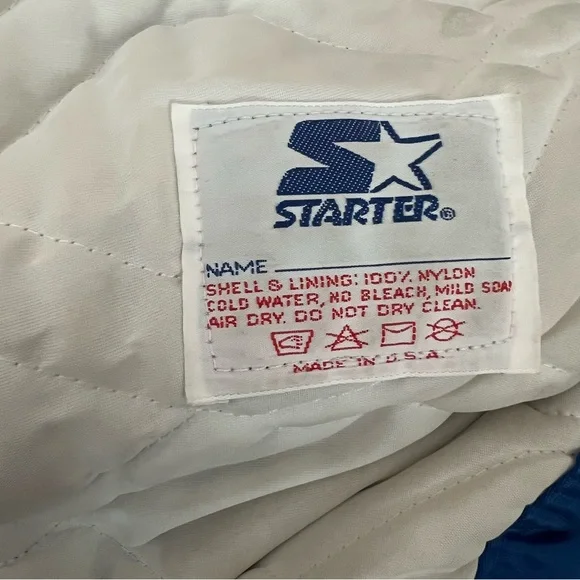 STARTER®
NAME
SHELL & LINING: 100% NYLON
COLD WATER, NO BLEACH, MILD SOA
AIR DRY. DO NOT DRY CLEAN.
MADE IN U.S.A.